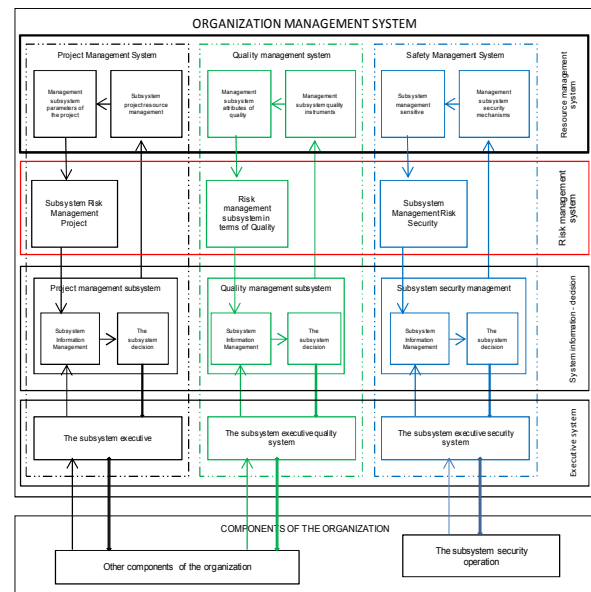 ORGANIZATION MANAGEMENT SYSTEM
Project Management System
Quality management system
Safety Management System
Management
subsystem
parameters of
the project
Subsystem
project resource
management
Management
subsystem
attributes of
quality
Management
subsystem quality
instruments
Subsystem
management
sensitive
Management
subsystem
security
mechanisms
Resource management
system
Subsystem Risk
Management
Project
Risk
management
subsystem in
terms of Quality
Subsystem
Management Risk
Security
Risk management
system
Project management subsystem
Subsystem
Information
Management
The
subsystem
decision
Quality management subsystem
Subsystem
Information
Management
The
subsystem
decision
Subsystem security management
Subsystem
Information
Management
The
subsystem
decision
System information - decision
The subsystem executive
The subsystem executive quality
system
The subsystem executive security
system
Executive system
COMPONENTS OF THE ORGANIZATION
Other components of the organization
The subsystem security
operation